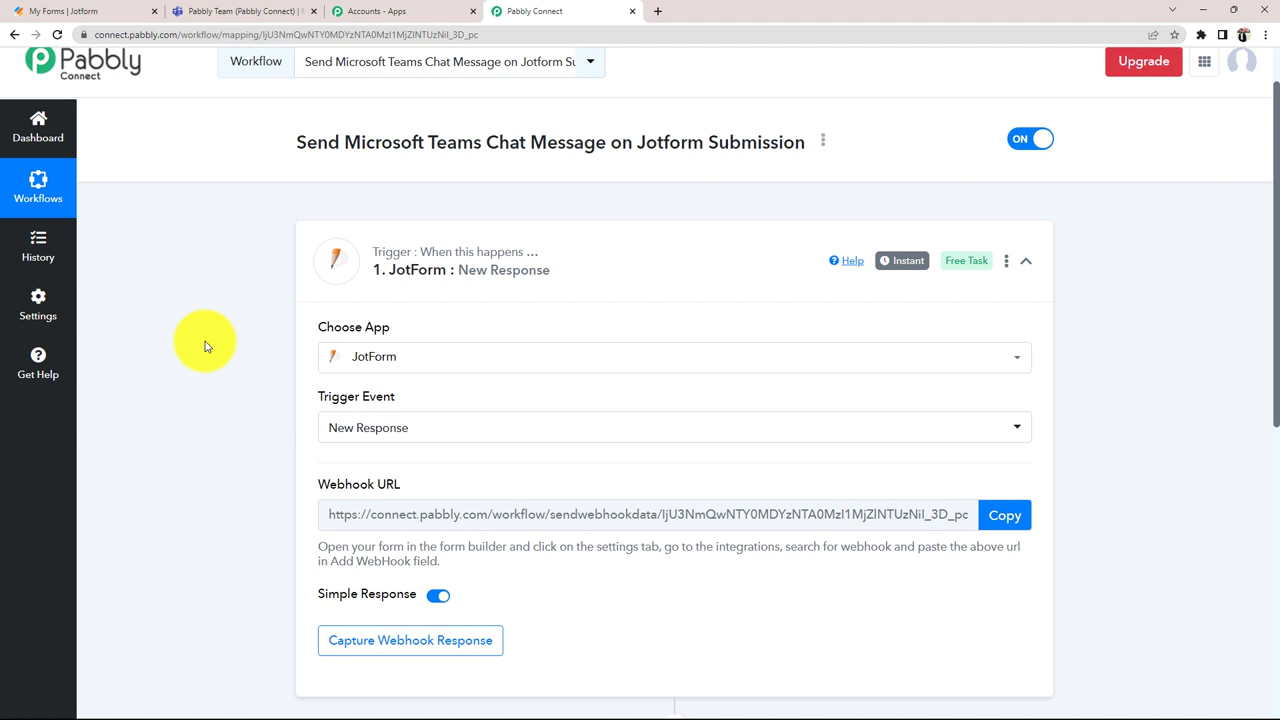 My Forms | Jotform
Pabbly Team (Pabbly Connect) | M
Accounts - Apps
Pabbly Connect
connect.pabbly.com/workflow/mapping/IjU3NmQwNTY0MDYzNTA0MzI1MjZlNTUzNiI_3D_pc
Pabbly
Connect
Workflow
Send Microsoft Teams Chat Message on Jotform Su
Upgrade
Dashboard
Workflows
History
Settings
Get Help
Send Microsoft Teams Chat Message on Jotform Submission
ON
Trigger : When this happens ...
1. JotForm : New Response
Help
Instant
Free Task
Choose App
JotForm
Trigger Event
New Response
Webhook URL
https://connect.pabbly.com/workflow/sendwebhookdata/IjU3NmQwNTY0MDYzNTA0MzI1MjZlNTUzNiI_3D_pc
Copy
Open your form in the form builder and click on the settings tab, go to the integrations, search for webhook and paste the above url
in Add WebHook field.
Simple Response
Capture Webhook Response